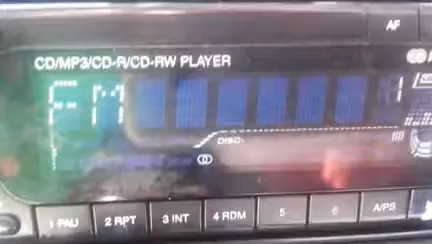 AF
CD/MP3/CD-R/CD-RW PLAYER
DISC
1 PAU 2 RPT 3 INT 4 RDM 5 6 A/PS